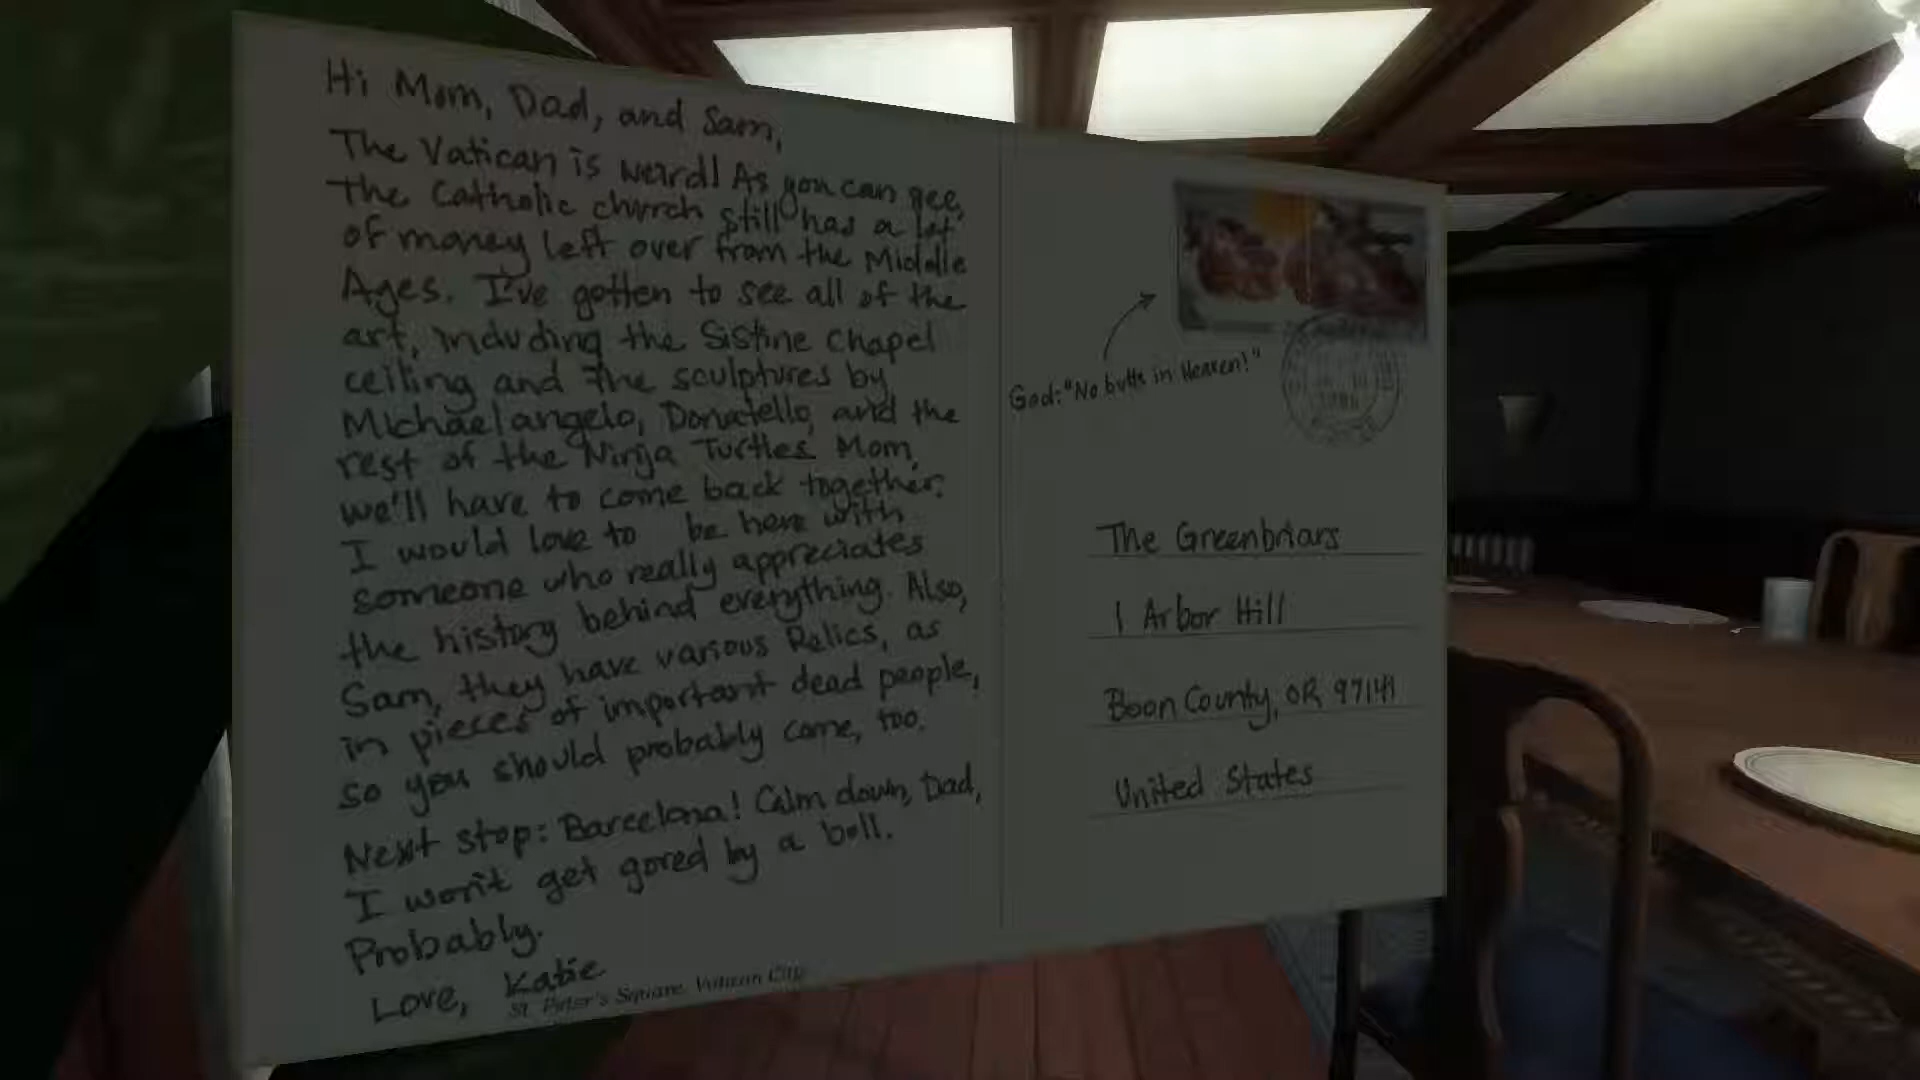 Hi Mom, Dad, and Sam,
The Vatican is weird! As you can see,
the Catholic church still has a lot
of money left over from the Middle
Ages. I've gotten to see all of the
art, including the Sistine Chapel
ceiling and the sculptures by
Michaelangelo, Donatello, and the
rest of the Ninja Turtles. Mom,
we'll have to come back together.
I would love to be here with
someone who really appreciates
the history behind everything. Also,
Sam, they have various Relics, as
in pieces of important dead people,
so you should probably come, too.
Next stop: Barcelona! Calm down, Dad,
I won't get gored by a bull.
Probably.
Love, Katie
St. Peter's Square, Vatican City
God: "No butts in Heaven!"
The Greenbriars
1 Arbor Hill
Boon County, OR 97141
United States